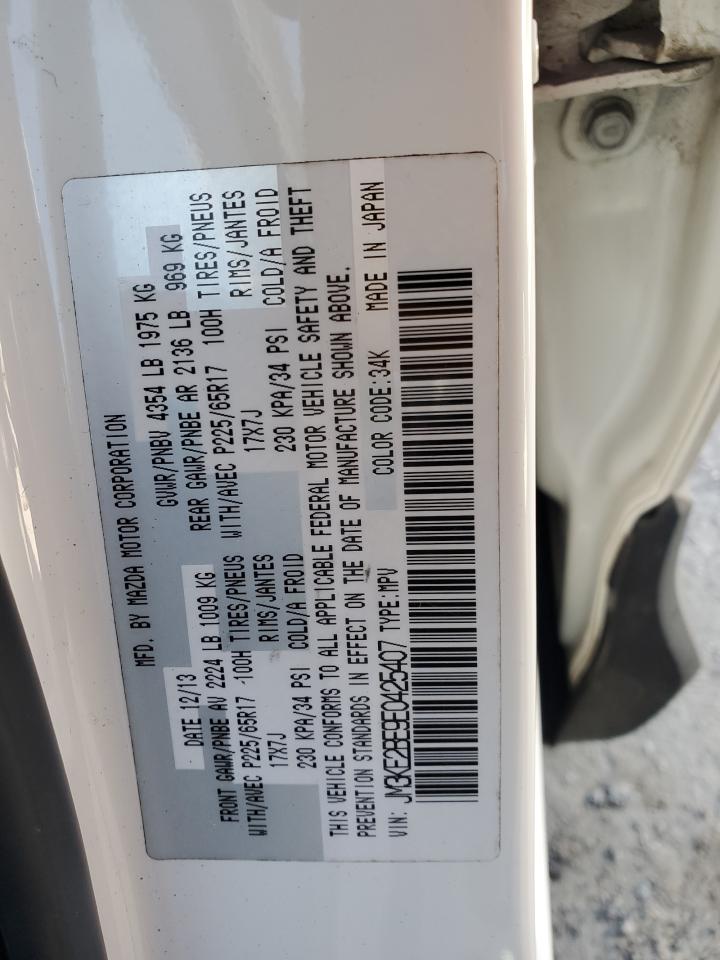 MFD. BY MAZDA MOTOR CORPORATION
DATE 12/13 GVWR/PNBV 4354 LB 1975 KG
FRONT GAWR/PNBE AV 2224 LB 1009 KG REAR GAWR/PNBE AR 2136 LB 969 KG
WITH/AVEC P225/65R17 100H TIRES/PNEUS WITH/AVEC P225/65R17 100H TIRES/PNEUS
17X7J RIMS/JANTES 17X7J RIMS/JANTES
230 KPA/34 PSI COLD/A FROID 230 KPA/34 PSI COLD/A FROID
THIS VEHICLE CONFORMS TO ALL APPLICABLE FEDERAL MOTOR VEHICLE SAFETY AND THEFT
PREVENTION STANDARDS IN EFFECT ON THE DATE OF MANUFACTURE SHOWN ABOVE.
COLOR CODE:34K MADE IN JAPAN
VIN: JM3KE2BE9E0425407 TYPE:MPV